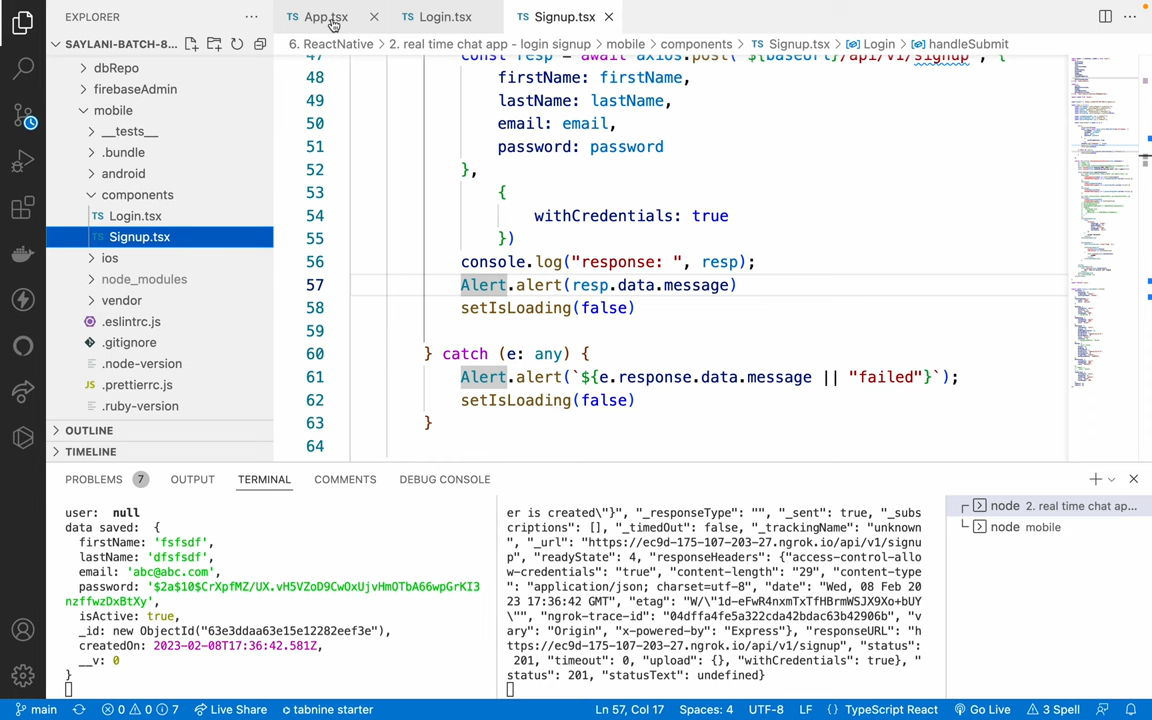 EXPLORER
App.tsx
Login.tsx
Signup.tsx
SAYLANI-BATCH-8...
6. ReactNative > 2. real time chat app - login signup > mobile > components > Signup.tsx > Login > handleSubmit
dbRepo
firebaseAdmin
mobile
__tests__
.bundle
android
components
TS Login.tsx
TS Signup.tsx
ios
node_modules
vendor
.eslintrc.js
.gitignore
.node-version
JS .prettierrc.js
.ruby-version
OUTLINE
TIMELINE
47 const resp = await axios.post(`${baseUrl}/api/v1/signup`, {
48 firstName: firstName,
49 lastName: lastName,
50 email: email,
51 password: password
52 },
53 {
54 withCredentials: true
55 })
56 console.log("response: ", resp);
57 Alert.alert(resp.data.message)
58 setIsLoading(false)
59
60 } catch (e: any) {
61 Alert.alert(`${e.response.data.message || "failed"}`);
62 setIsLoading(false)
63 }
64
PROBLEMS 7 OUTPUT TERMINAL COMMENTS DEBUG CONSOLE
user: null
data saved: {
firstName: 'fsfsdf',
lastName: 'dfsfsdf',
email: 'abc@abc.com',
password: '$2a$10$CrXpfMZ/UX.vH5VZoD9CwOxUjvHmOTbA66wpGrKI3
nzffwzDxBtXy',
isActive: true,
_id: new ObjectId("63e3ddaa63e15e12282eef3e"),
createdOn: 2023-02-08T17:36:42.581Z,
__v: 0
}
er is created\"}", "_responseType": "", "_sent": true, "_subs
criptions": [], "_timedOut": false, "_trackingName": "unknown
", "_url": "https://ec9d-175-107-203-27.ngrok.io/api/v1/signu
p", "readyState": 4, "responseHeaders": {"access-control-allo
w-credentials": "true", "content-length": "29", "content-type
": "application/json; charset=utf-8", "date": "Wed, 08 Feb 20
23 17:36:42 GMT", "etag": "W/\"1d-eFwR4nxmTxTfHBrmWSJX9Xo+bUY
\"", "ngrok-trace-id": "04dffa4fe5a322cda42bdac63b42906b", "v
ary": "Origin", "x-powered-by": "Express"}, "responseURL": "h
ttps://ec9d-175-107-203-27.ngrok.io/api/v1/signup", "status":
201, "timeout": 0, "upload": {}, "withCredentials": true}, "
status": 201, "statusText": undefined}
node 2. real time chat ap...
node mobile
main 0 0 7 Live Share tabnine starter Ln 57, Col 17 Spaces: 4 UTF-8 LF {} TypeScript React Go Live 3 Spell